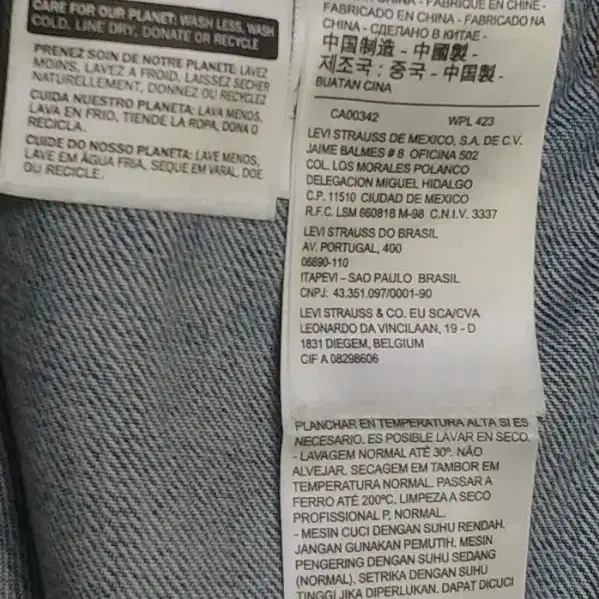 CARE FOR OUR PLANET: WASH LESS, WASH
COLD, LINE DRY, DONATE OR RECYCLE
PRENEZ SOIN DE NOTRE PLANETE: LAVEZ
MOINS, LAVEZ A FROID, LAISSEZ SECHER
NATURELLEMENT, DONNEZ OU RECYCLEZ
CUIDA NUESTRO PLANETA: LAVA MENOS,
LAVA EN FRIO, TIENDE LA ROPA, DONA O
RECICLA.
CUIDE DO NOSSO PLANETA: LAVE MENOS,
LAVE EM ÁGUA FRIA, SEQUE EM VARAL, DOE
OU RECICLE.
CHINA - FABRIQUÉ EN CHINE -
FABRICADO EN CHINA - FABRICADO NA
CHINA - СДЕЛАНО В КИТАЕ -
中国制造 - 中國製 -
제조국 : 중국 - 中国製 -
BUATAN CINA
CA00342 WPL 423
LEVI STRAUSS DE MEXICO, S.A. DE C.V.
JAIME BALMES # 8 OFICINA 502
COL. LOS MORALES POLANCO
DELEGACION MIGUEL HIDALGO
C.P. 11510 CIUDAD DE MEXICO
R.F.C. LSM 660818 M-98 C.N.I.V. 3337
LEVI STRAUSS DO BRASIL
AV. PORTUGAL, 400
06690-110
ITAPEVI – SAO PAULO BRASIL
CNPJ: 43.351.097/0001-90
LEVI STRAUSS & CO. EU SCA/CVA
LEONARDO DA VINCILAAN, 19 - D
1831 DIEGEM, BELGIUM
CIF A 08298606
PLANCHAR EN TEMPERATURA ALTA SI ES
NECESARIO. ES POSIBLE LAVAR EN SECO.
- LAVAGEM NORMAL ATÉ 30º. NÃO
ALVEJAR. SECAGEM EM TAMBOR EM
TEMPERATURA NORMAL. PASSAR A
FERRO ATÉ 200ºC. LIMPEZA A SECO
PROFISSIONAL P, NORMAL.
- MESIN CUCI DENGAN SUHU RENDAH.
JANGAN GUNAKAN PEMUTIH. MESIN
PENGERING DENGAN SUHU SEDANG
(NORMAL). SETRIKA DENGAN SUHU
TINGGI JIKA DIPERLUKAN. DAPAT DICUCI